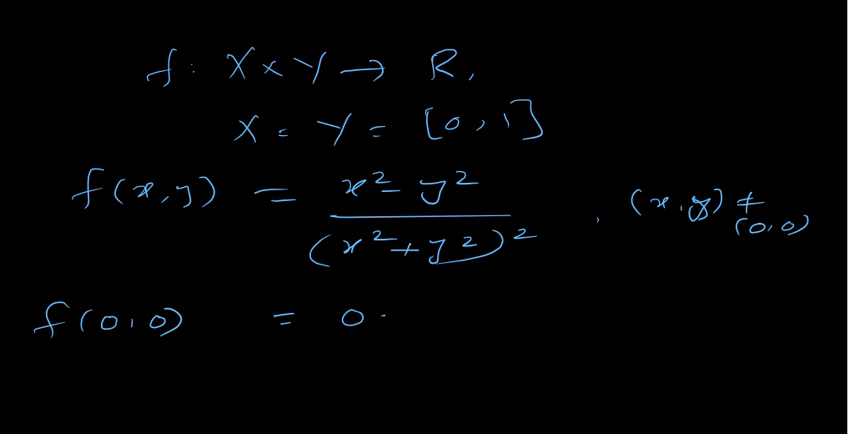 f: X × Y → R,
X = Y = [0, 1]
f(x, y) = x² - y² / (x² + y²)² , (x, y) ≠ (0, 0)
f(0, 0) = 0.